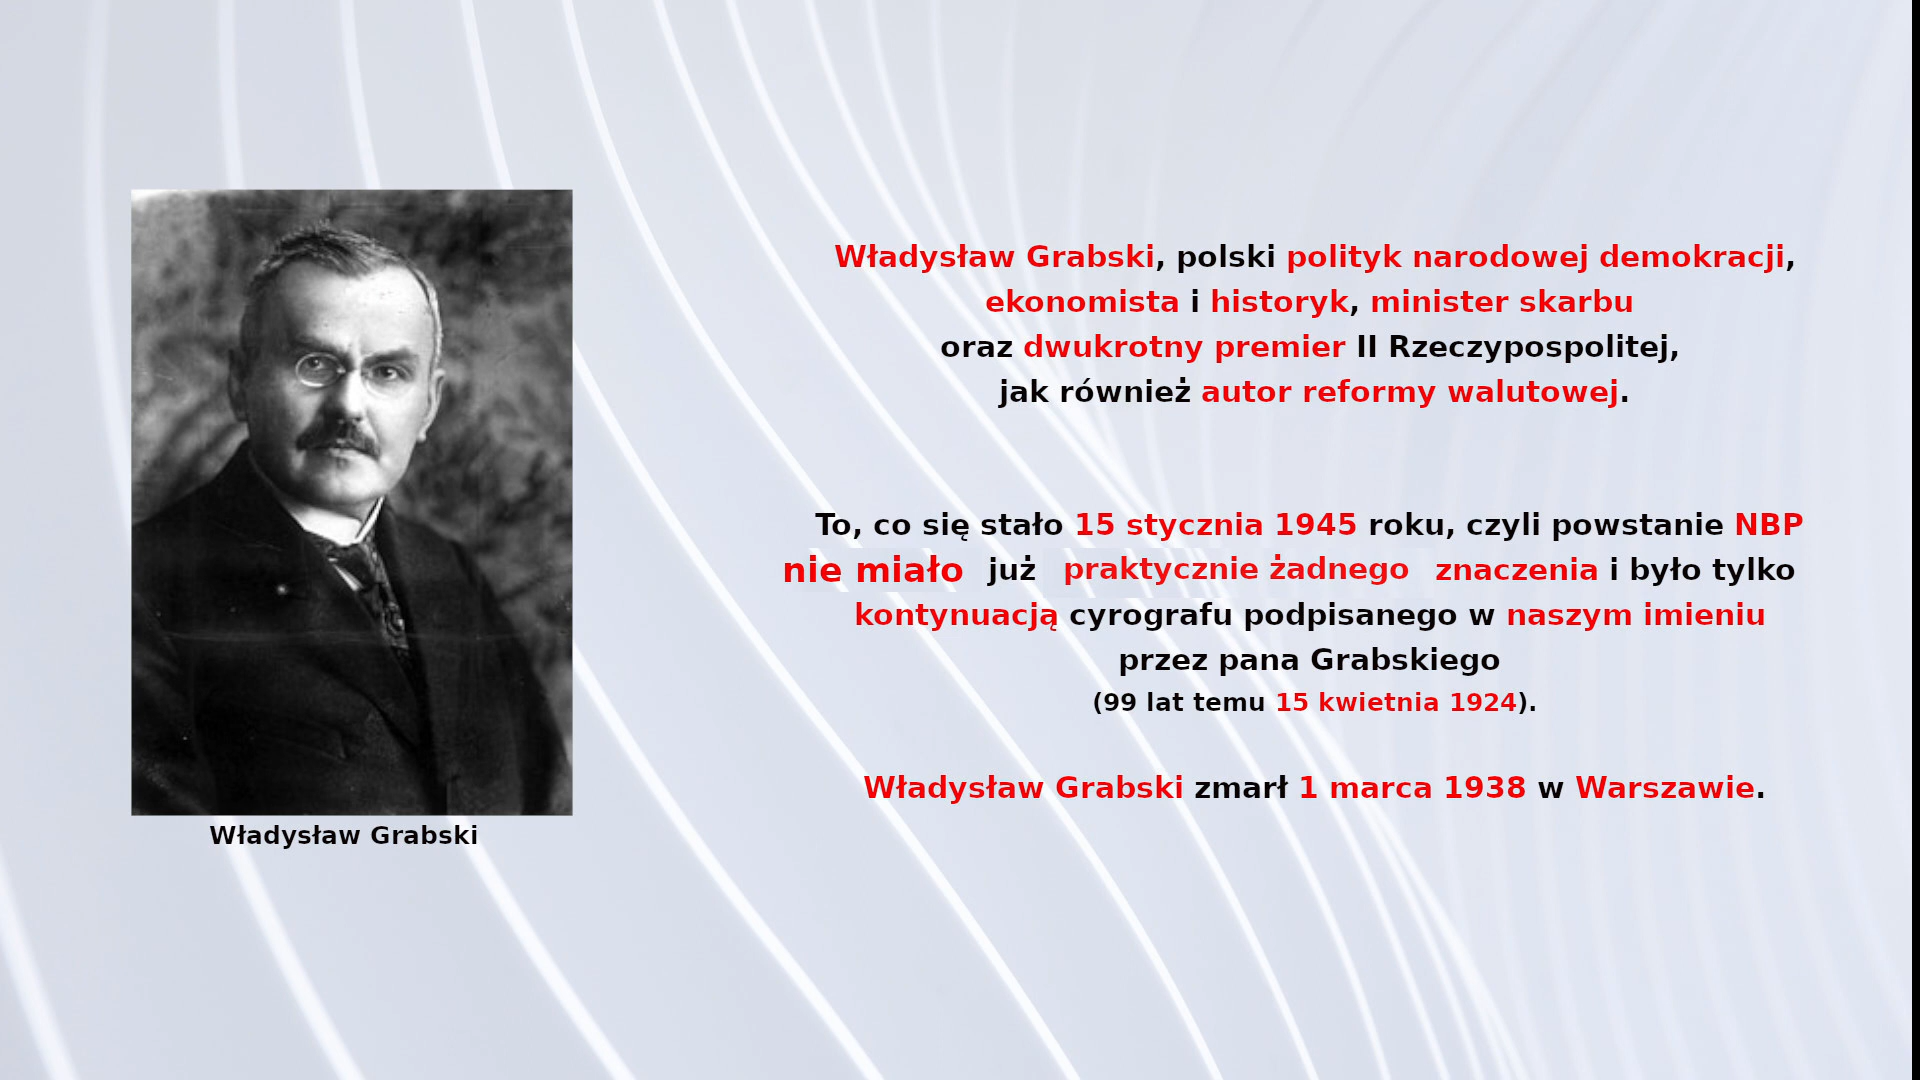 Władysław Grabski, polski polityk narodowej demokracji,
ekonomista i historyk, minister skarbu
oraz dwukrotny premier II Rzeczypospolitej,
jak również autor reformy walutowej.
To, co się stało 15 stycznia 1945 roku, czyli powstanie NBP
nie miało już praktycznie żadnego znaczenia i było tylko
kontynuacją cyrografu podpisanego w naszym imieniu
przez pana Grabskiego
(99 lat temu 15 kwietnia 1924).
Władysław Grabski zmarł 1 marca 1938 w Warszawie.
Władysław Grabski